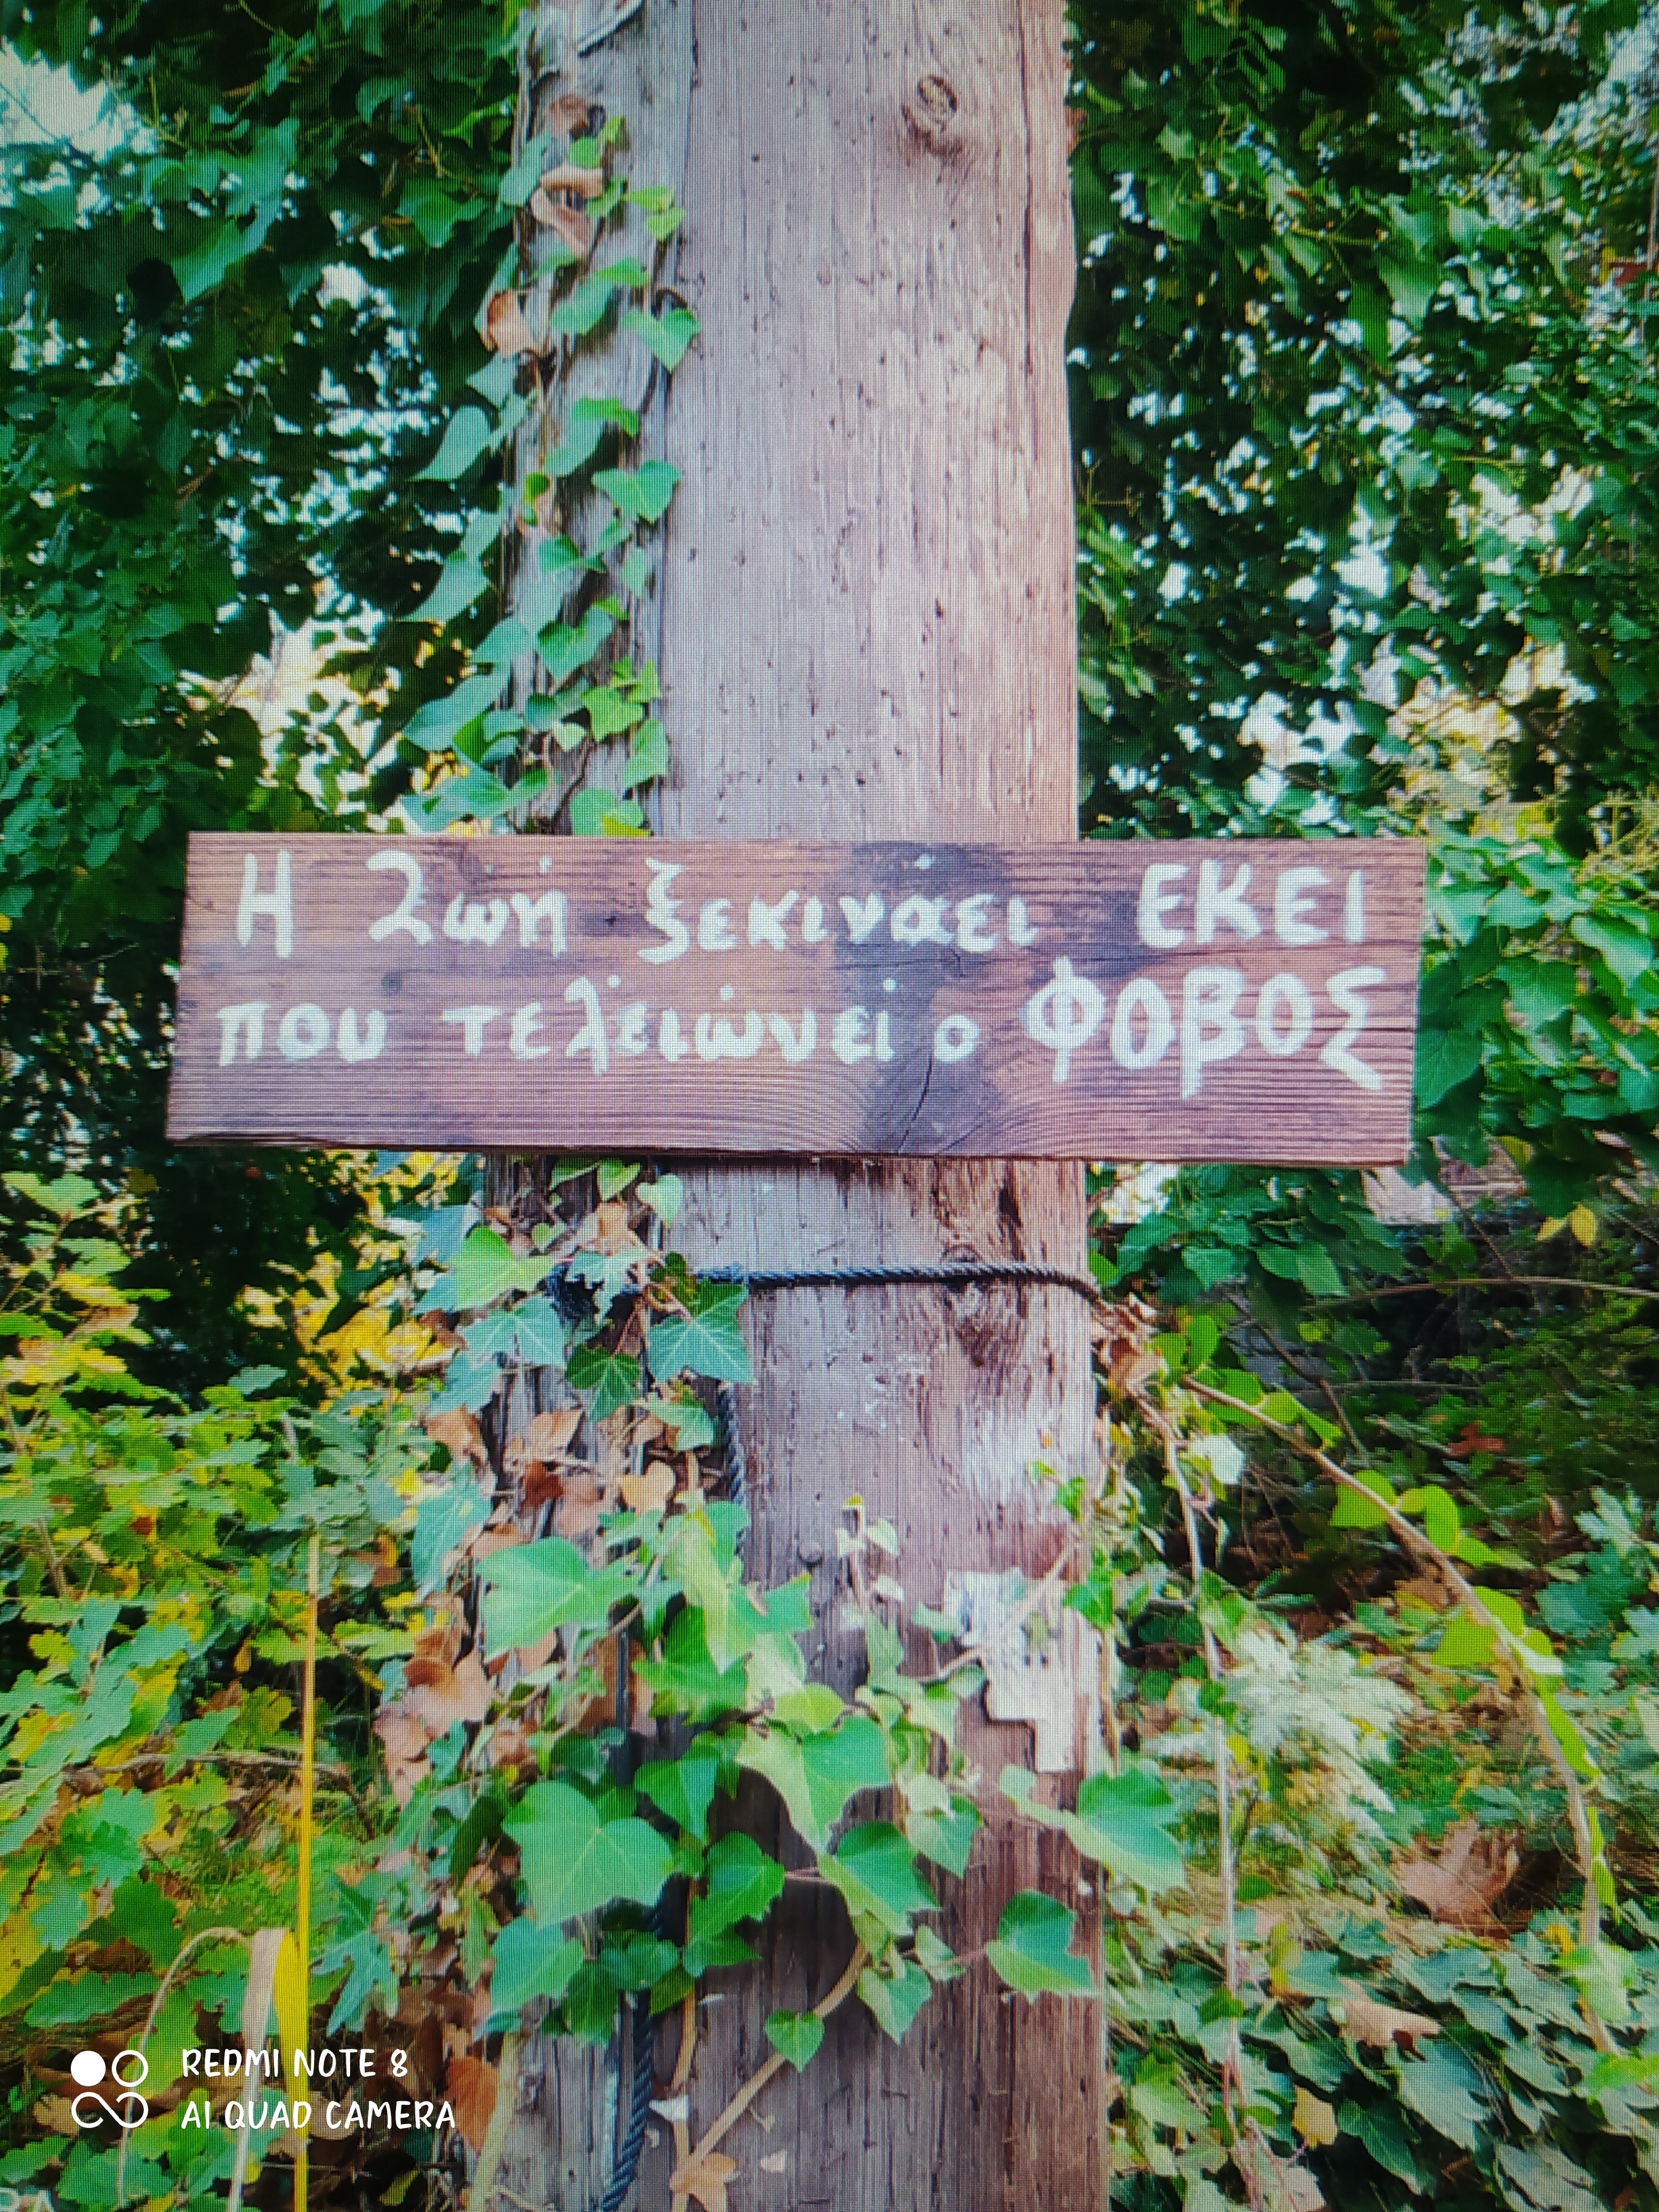 Η Ζωή ξεκινάει ΕΚΕΙ
που τελειώνει ο ΦΟΒΟΣ
REDMI NOTE 8
AI QUAD CAMERA